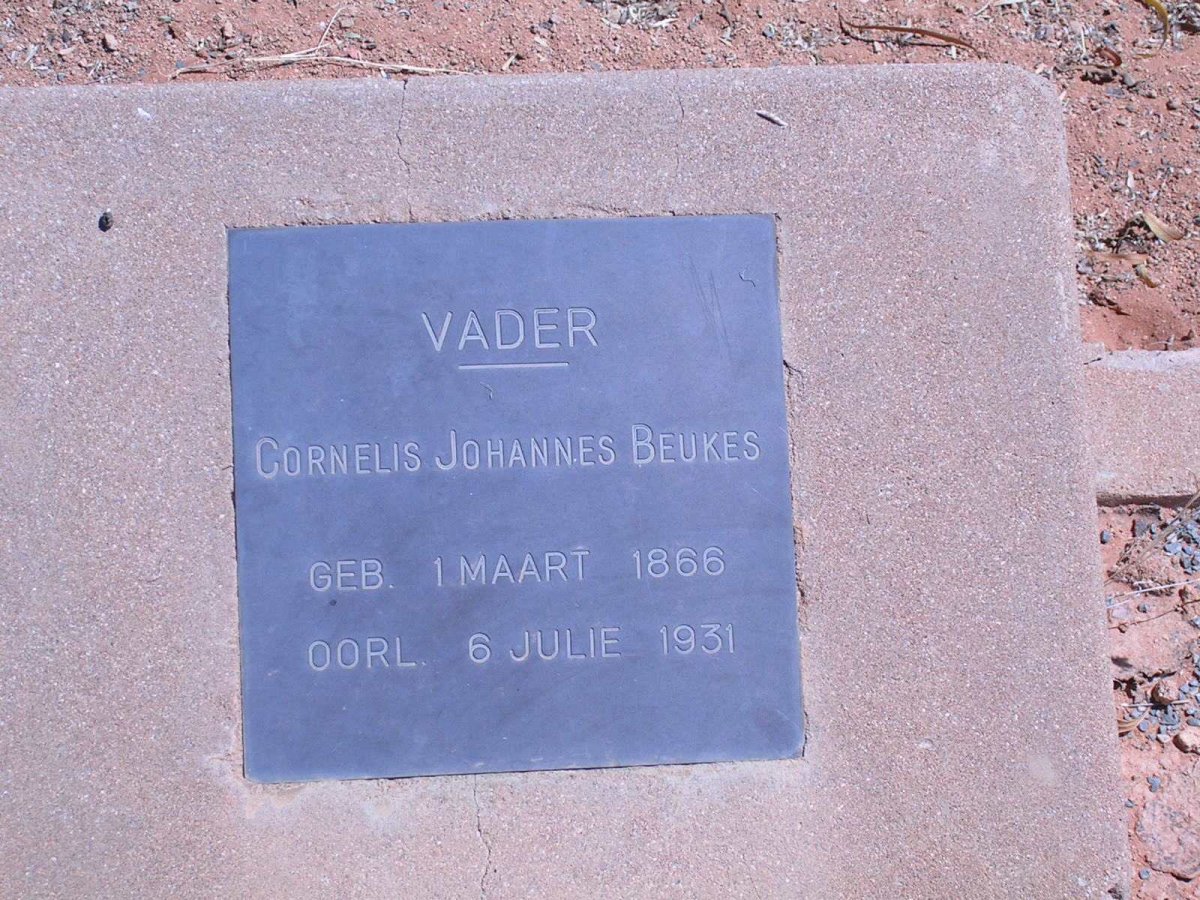 VADER
CORNELIS JOHANNES BEUKES
GEB. 1 MAART 1866
OORL. 6 JULIE 1931